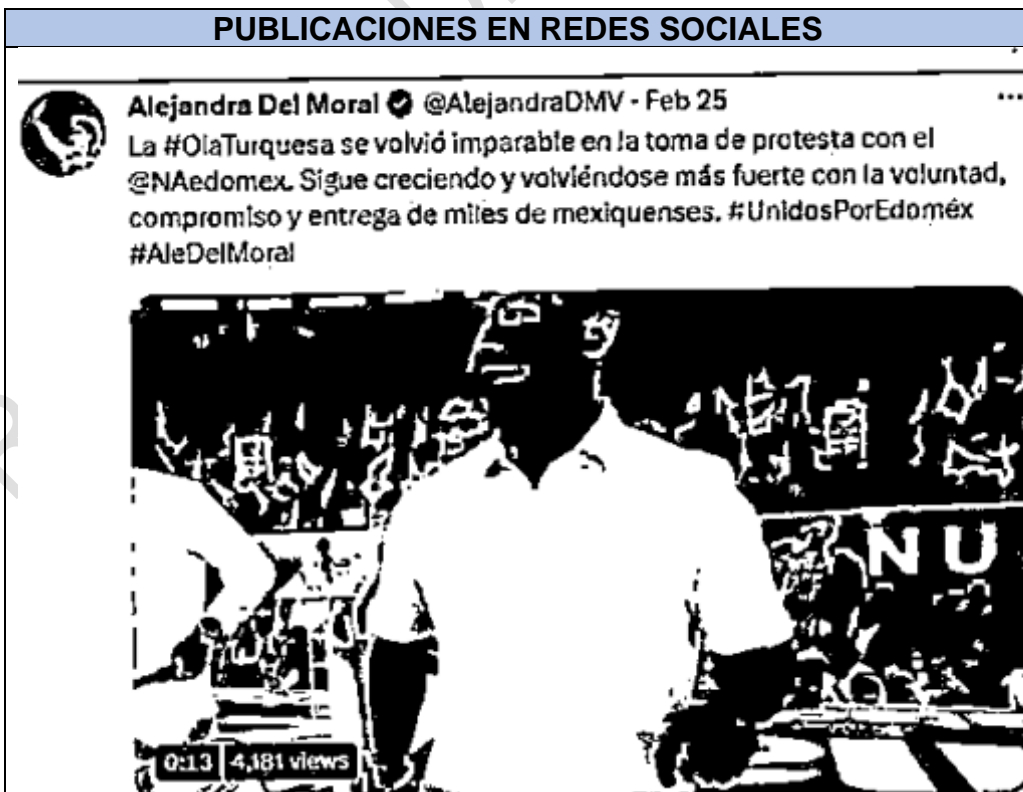 PUBLICACIONES EN REDES SOCIALES
Alejandra Del Moral @AlejandraDMV - Feb 25
La #OlaTurquesa se volvió imparable en la toma de protesta con el
@NAedomex. Sigue creciendo y volviéndose más fuerte con la voluntad,
compromiso y entrega de miles de mexiquenses. #UnidosPorEdoméx
#AleDelMoral
NU
0:13 4,181 views